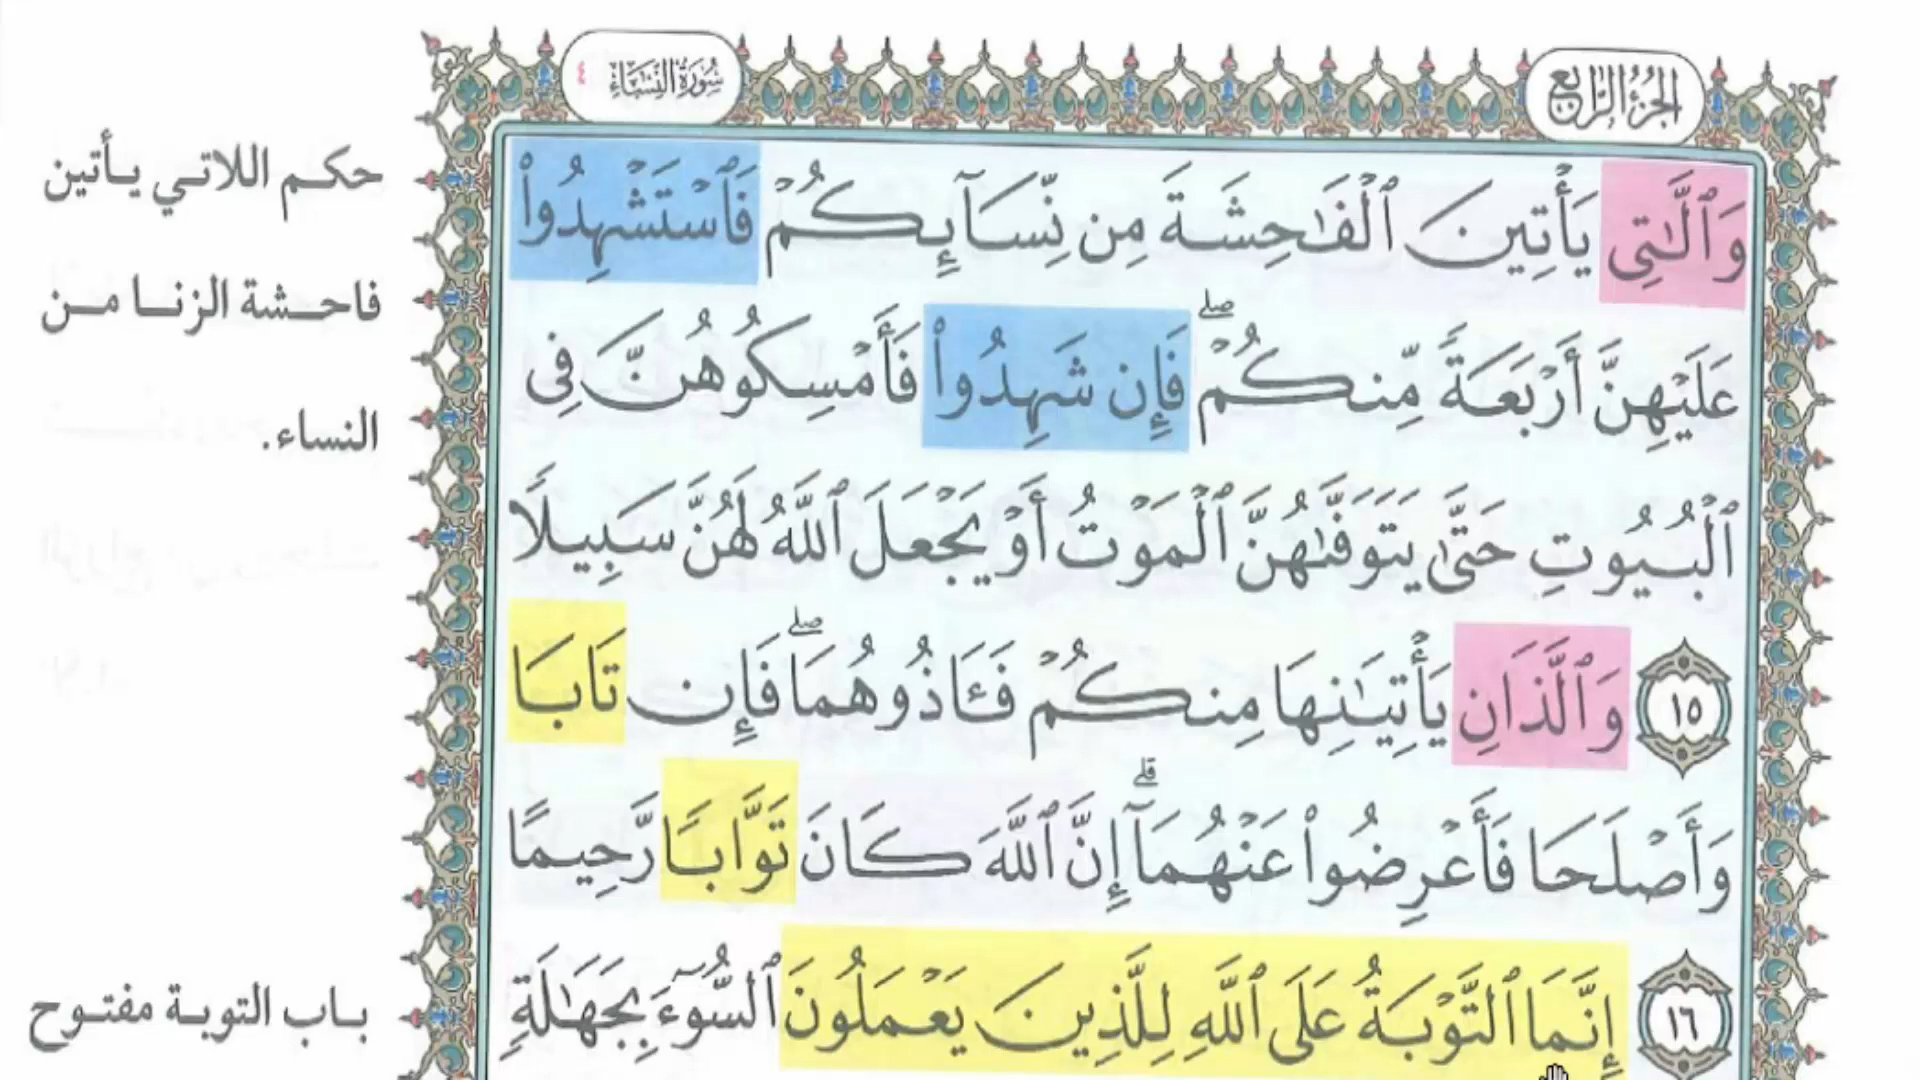 الجزء الرابع
سورة النساء ٤
وَٱلَّٰتِى يَأْتِينَ ٱلْفَٰحِشَةَ مِن نِّسَآئِكُمْ فَٱسْتَشْهِدُوا۟
عَلَيْهِنَّ أَرْبَعَةً مِّنكُمْ ۖ فَإِن شَهِدُوا۟ فَأَمْسِكُوهُنَّ فِى
ٱلْبُيُوتِ حَتَّىٰ يَتَوَفَّىٰهُنَّ ٱلْمَوْتُ أَوْ يَجْعَلَ ٱللَّهُ لَهُنَّ سَبِيلًا
١٥ وَٱلَّذَانِ يَأْتِيَٰنِهَا مِنكُمْ فَـَٔاذُوهُمَا ۖ فَإِن تَابَا
وَأَصْلَحَا فَأَعْرِضُوا۟ عَنْهُمَآ ۗ إِنَّ ٱللَّهَ كَانَ تَوَّابًا رَّحِيمًا
١٦ إِنَّمَا ٱلتَّوْبَةُ عَلَى ٱللَّهِ لِلَّذِينَ يَعْمَلُونَ ٱلسُّوٓءَ بِجَهَٰلَةٍ
حكم اللاتي يأتين
فاحشة الزنا من
النساء.
باب التوبة مفتوح